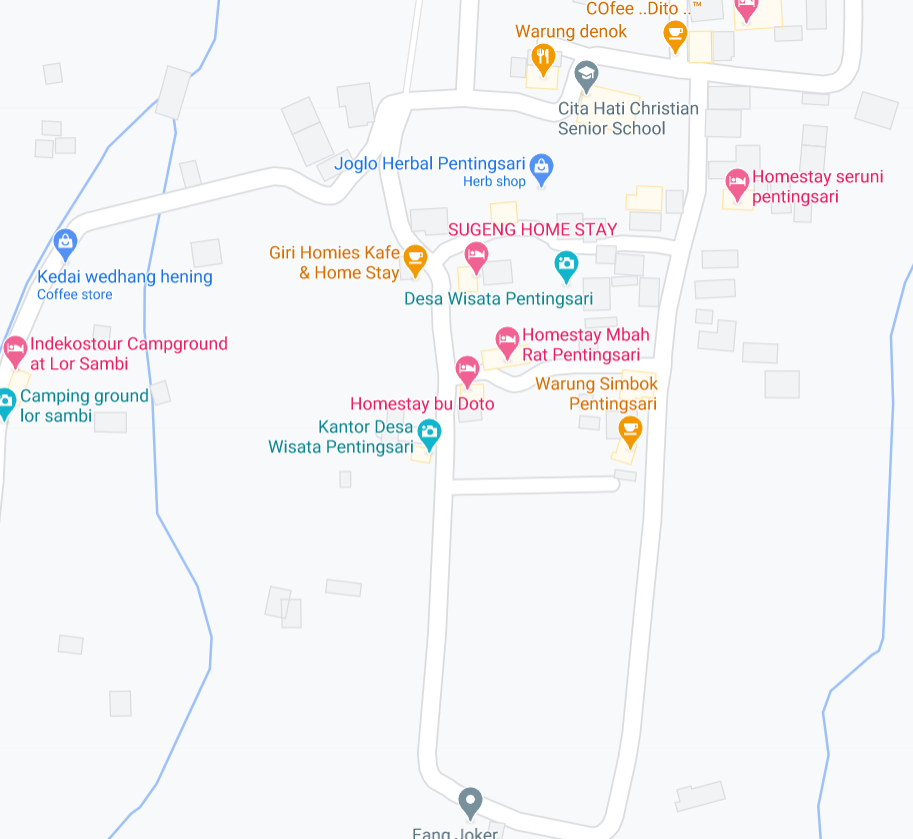 COfee ..Dito ..™
Warung denok
Cita Hati Christian
Senior School
Joglo Herbal Pentingsari
Herb shop
Homestay seruni
pentingsari
SUGENG HOME STAY
Giri Homies Kafe
& Home Stay
Kedai wedhang hening
Coffee store
Desa Wisata Pentingsari
Indekostour Campground
at Lor Sambi
Homestay Mbah
Rat Pentingsari
Camping ground
lor sambi
Warung Simbok
Pentingsari
Homestay bu Doto
Kantor Desa
Wisata Pentingsari
Fang Joker